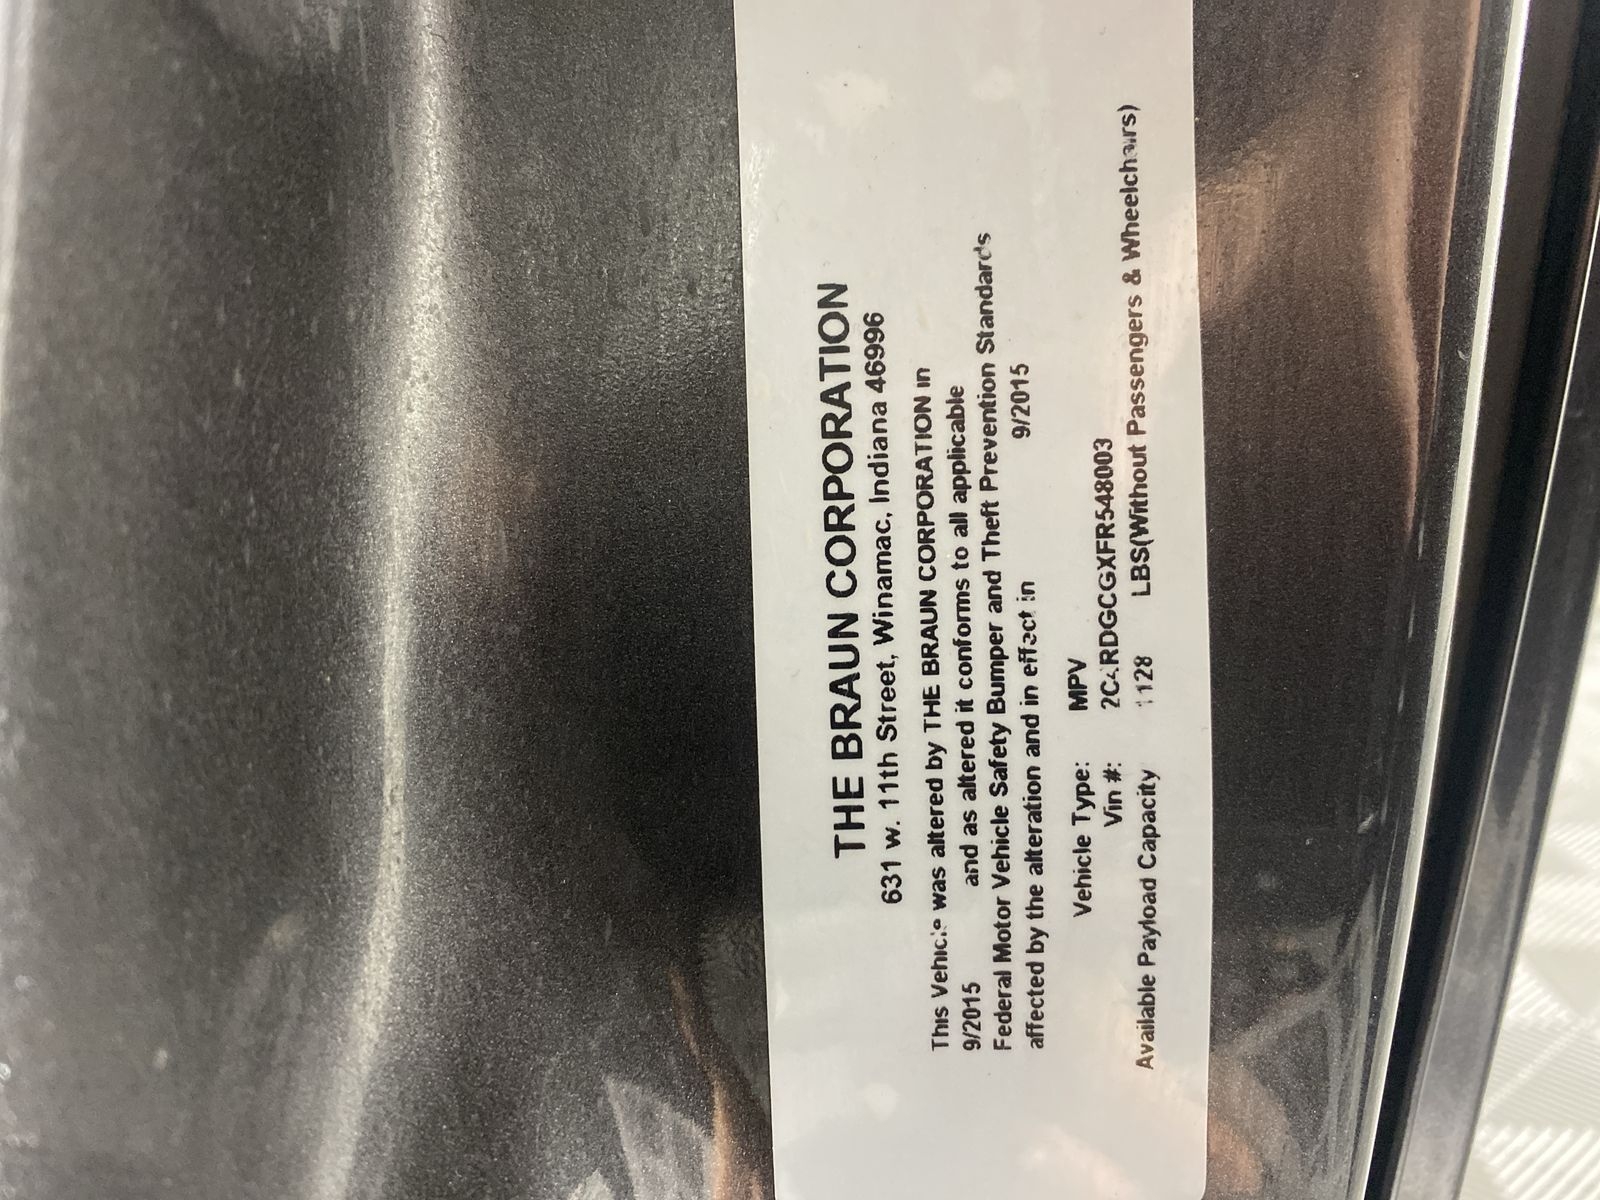 THE BRAUN CORPORATION
631 w. 11th Street, Winamac, Indiana 46996
This Vehicle was altered by THE BRAUN CORPORATION in
9/2015 and as altered it conforms to all applicable
Federal Motor Vehicle Safety Bumper and Theft Prevention Standards
affected by the alteration and in effect in 9/2015
Vehicle Type: MPV
Vin #: 2C4RDGCGXFR548003
Available Payload Capacity 1128 LBS(Without Passengers & Wheelchairs)